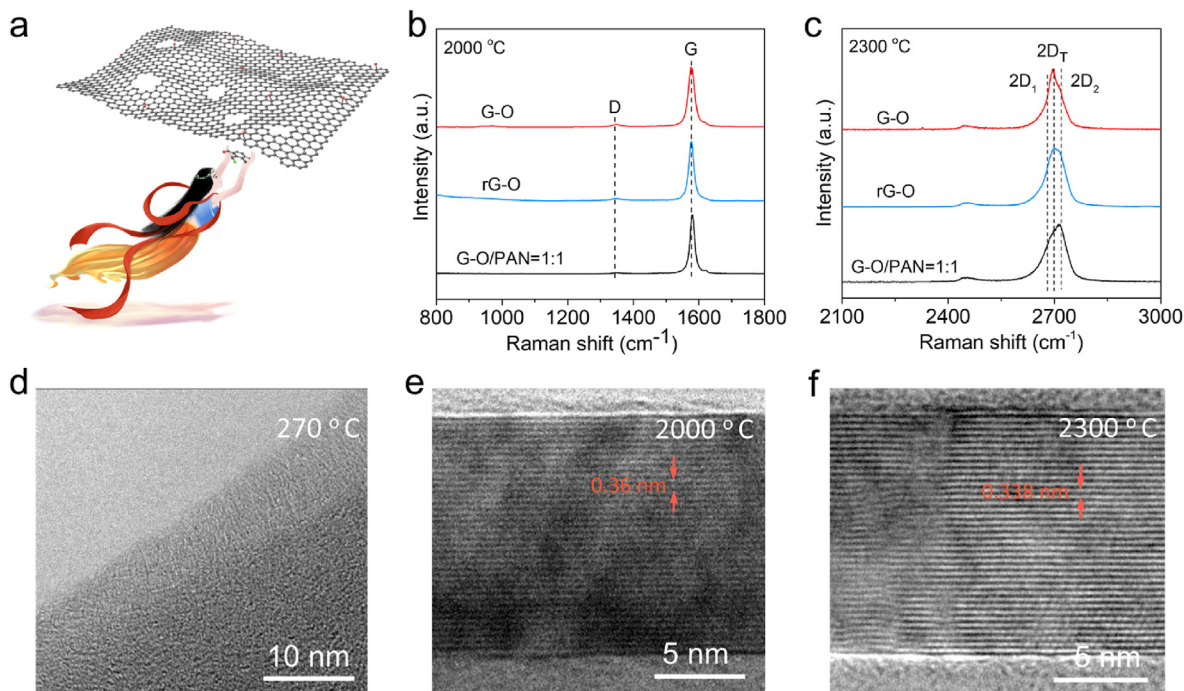 a
b
2000 °C
G
D
G-O
rG-O
G-O/PAN=1:1
Intensity (a.u.)
800 1000 1200 1400 1600 1800
Raman shift (cm⁻¹)
c
2300 °C
2D_T
2D₁
2D₂
G-O
rG-O
G-O/PAN=1:1
Intensity (a.u.)
2100 2400 2700 3000
Raman shift (cm⁻¹)
d
270 °C
10 nm
e
2000 °C
0.36 nm
5 nm
f
2300 °C
0.338 nm
5 nm